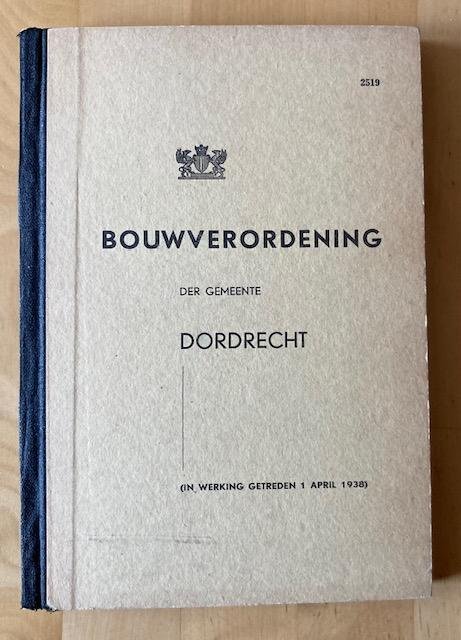 2519
BOUWVERORDENING
DER GEMEENTE
DORDRECHT
(IN WERKING GETREDEN 1 APRIL 1938)